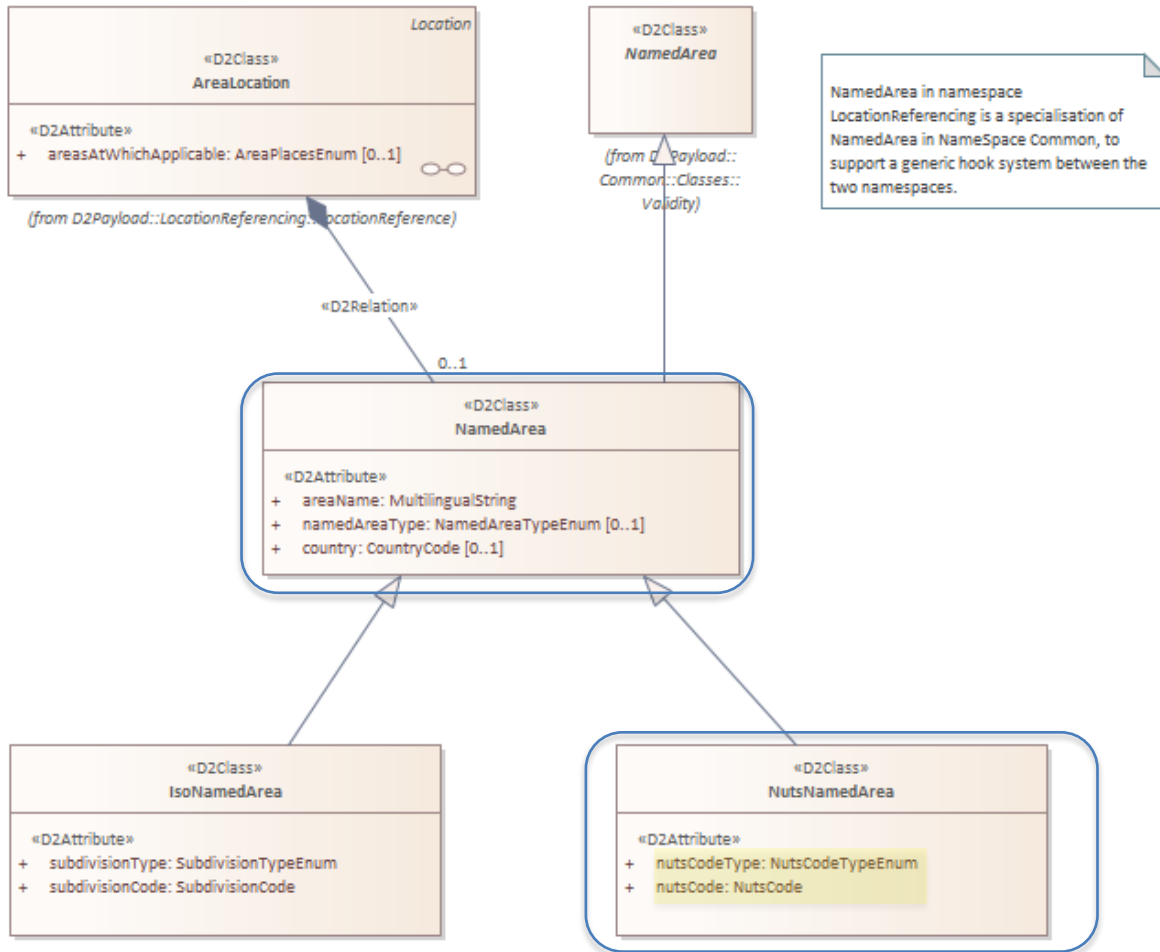 Location
«D2Class»
AreaLocation
«D2Attribute»
+ areasAtWhichApplicable: AreaPlacesEnum [0..1]
(from D2Payload::LocationReferencing::LocationReference)
«D2Class»
NamedArea
(from D2Payload::
Common::Classes::
Validity)
NamedArea in namespace
LocationReferencing is a specialisation of
NamedArea in NameSpace Common, to
support a generic hook system between the
two namespaces.
«D2Relation»
0..1
«D2Class»
NamedArea
«D2Attribute»
+ areaName: MultilingualString
+ namedAreaType: NamedAreaTypeEnum [0..1]
+ country: CountryCode [0..1]
«D2Class»
IsoNamedArea
«D2Attribute»
+ subdivisionType: SubdivisionTypeEnum
+ subdivisionCode: SubdivisionCode
«D2Class»
NutsNamedArea
«D2Attribute»
+ nutsCodeType: NutsCodeTypeEnum
+ nutsCode: NutsCode